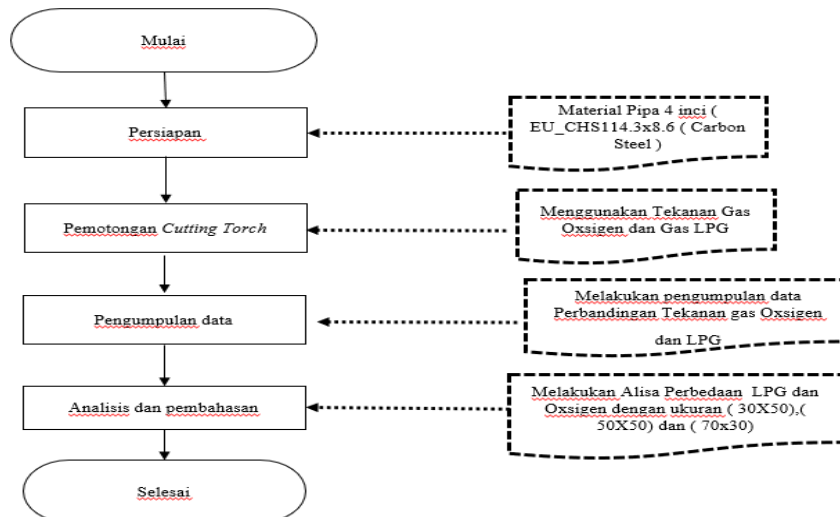 Mulai
Persiapan
Material Pipa 4 inci (
EU_CHS114.3x8.6 ( Carbon
Steel )
Pemotongan Cutting Torch
Menggunakan Tekanan Gas
Oxsigen dan Gas LPG
Pengumpulan data
Melakukan pengumpulan data
Perbandingan Tekanan gas Oxsigen
dan LPG
Analisis dan pembahasan
Melakukan Alisa Perbedaan LPG dan
Oxsigen dengan ukuran ( 30X50),(
50X50) dan ( 70x30)
Selesai